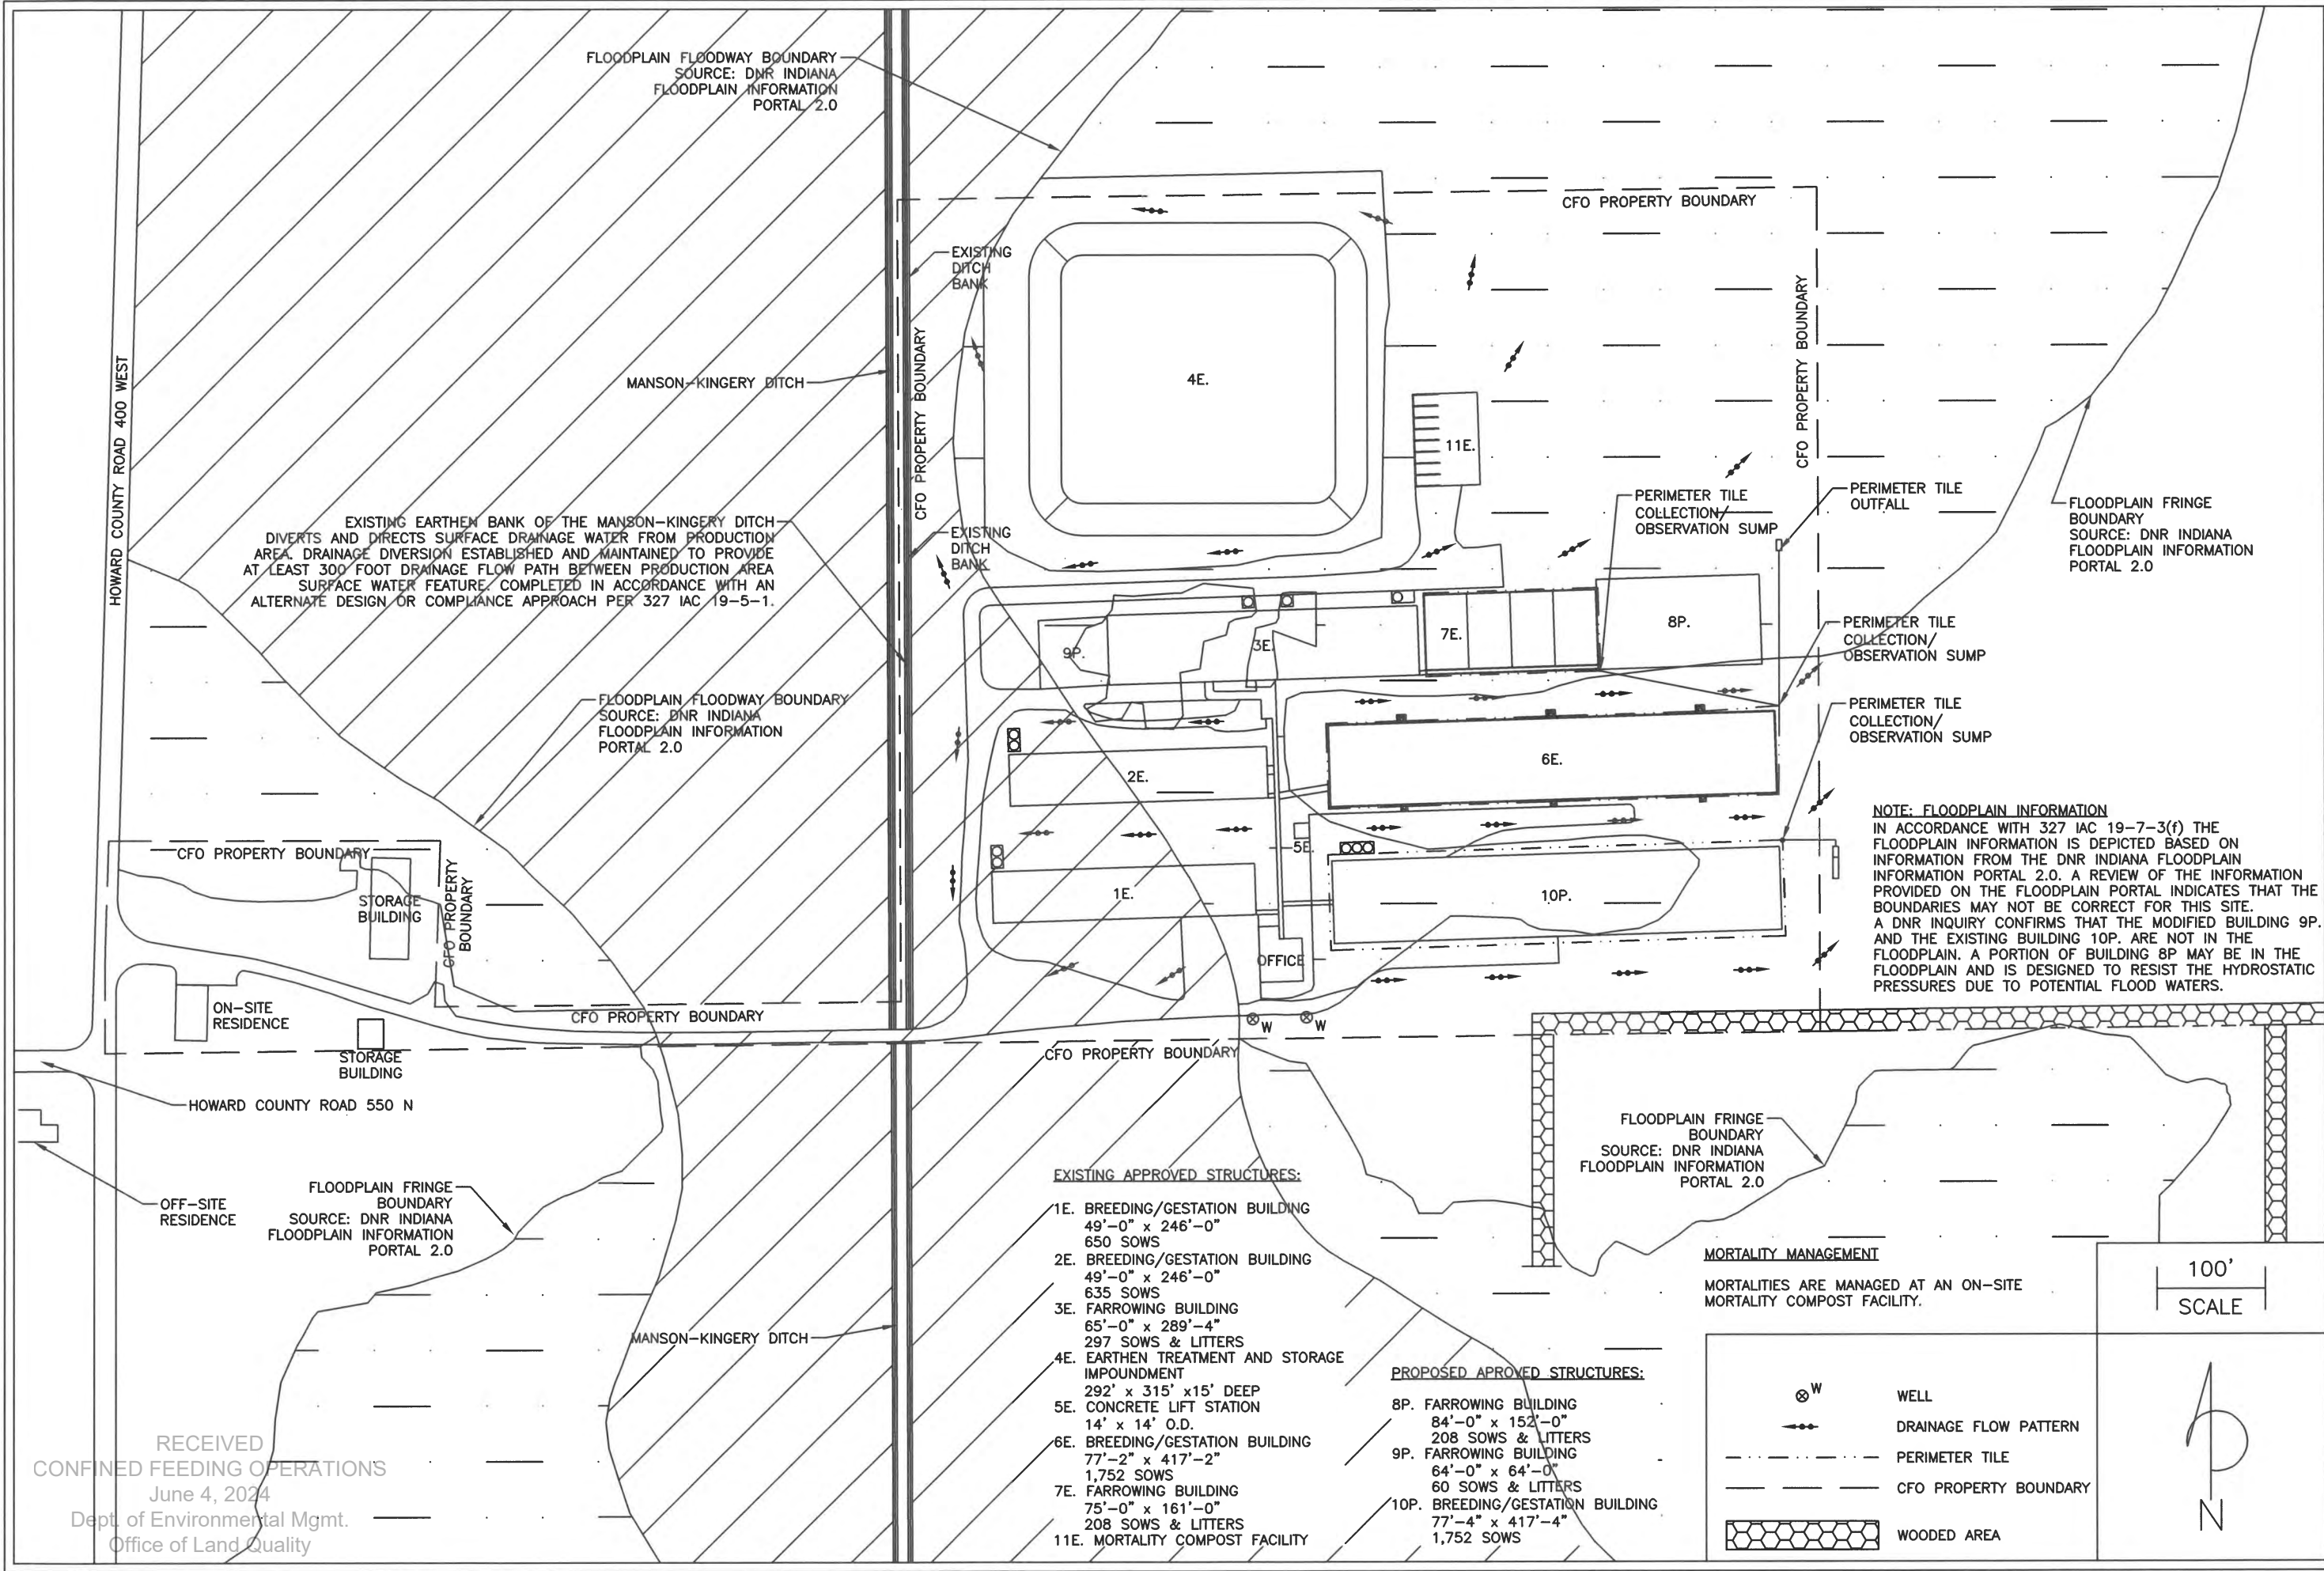 FLOODPLAIN FLOODWAY BOUNDARY
SOURCE: DNR INDIANA
FLOODPLAIN INFORMATION
PORTAL 2.0
CFO PROPERTY BOUNDARY
EXISTING
DITCH
BANK
CFO PROPERTY BOUNDARY
CFO PROPERTY BOUNDARY
MANSON-KINGERY DITCH
4E.
11E.
HOWARD COUNTY ROAD 400 WEST
PERIMETER TILE
COLLECTION/
OBSERVATION SUMP
PERIMETER TILE
OUTFALL
FLOODPLAIN FRINGE
BOUNDARY
SOURCE: DNR INDIANA
FLOODPLAIN INFORMATION
PORTAL 2.0
EXISTING EARTHEN BANK OF THE MANSON-KINGERY DITCH
DIVERTS AND DIRECTS SURFACE DRAINAGE WATER FROM PRODUCTION
AREA. DRAINAGE DIVERSION ESTABLISHED AND MAINTAINED TO PROVIDE
AT LEAST 300 FOOT DRAINAGE FLOW PATH BETWEEN PRODUCTION AREA
SURFACE WATER FEATURE. COMPLETED IN ACCORDANCE WITH AN
ALTERNATE DESIGN OR COMPLIANCE APPROACH PER 327 IAC 19-5-1.
EXISTING
DITCH
BANK
9P.
3E.
7E.
8P.
PERIMETER TILE
COLLECTION/
OBSERVATION SUMP
FLOODPLAIN FLOODWAY BOUNDARY
SOURCE: DNR INDIANA
FLOODPLAIN INFORMATION
PORTAL 2.0
PERIMETER TILE
COLLECTION/
OBSERVATION SUMP
2E.
6E.
5E.
1E.
10P.
OFFICE
NOTE: FLOODPLAIN INFORMATION
IN ACCORDANCE WITH 327 IAC 19-7-3(f) THE
FLOODPLAIN INFORMATION IS DEPICTED BASED ON
INFORMATION FROM THE DNR INDIANA FLOODPLAIN
INFORMATION PORTAL 2.0. A REVIEW OF THE INFORMATION
PROVIDED ON THE FLOODPLAIN PORTAL INDICATES THAT THE
BOUNDARIES MAY NOT BE CORRECT FOR THIS SITE.
A DNR INQUIRY CONFIRMS THAT THE MODIFIED BUILDING 9P.
AND THE EXISTING BUILDING 10P. ARE NOT IN THE
FLOODPLAIN. A PORTION OF BUILDING 8P MAY BE IN THE
FLOODPLAIN AND IS DESIGNED TO RESIST THE HYDROSTATIC
PRESSURES DUE TO POTENTIAL FLOOD WATERS.
CFO PROPERTY BOUNDARY
STORAGE
BUILDING
CFO PROPERTY
BOUNDARY
ON-SITE
RESIDENCE
CFO PROPERTY BOUNDARY
STORAGE
BUILDING
W
W
CFO PROPERTY BOUNDARY
HOWARD COUNTY ROAD 550 N
OFF-SITE
RESIDENCE
FLOODPLAIN FRINGE
BOUNDARY
SOURCE: DNR INDIANA
FLOODPLAIN INFORMATION
PORTAL 2.0
FLOODPLAIN FRINGE
BOUNDARY
SOURCE: DNR INDIANA
FLOODPLAIN INFORMATION
PORTAL 2.0
MANSON-KINGERY DITCH
EXISTING APPROVED STRUCTURES:
1E. BREEDING/GESTATION BUILDING
49'-0" x 246'-0"
650 SOWS
2E. BREEDING/GESTATION BUILDING
49'-0" x 246'-0"
635 SOWS
3E. FARROWING BUILDING
65'-0" x 289'-4"
297 SOWS & LITTERS
4E. EARTHEN TREATMENT AND STORAGE
IMPOUNDMENT
292' x 315' x15' DEEP
5E. CONCRETE LIFT STATION
14' x 14' O.D.
6E. BREEDING/GESTATION BUILDING
77'-2" x 417'-2"
1,752 SOWS
7E. FARROWING BUILDING
75'-0" x 161'-0"
208 SOWS & LITTERS
11E. MORTALITY COMPOST FACILITY
PROPOSED APROVED STRUCTURES:
8P. FARROWING BUILDING
84'-0" x 152'-0"
208 SOWS & LITTERS
9P. FARROWING BUILDING
64'-0" x 64'-0"
60 SOWS & LITTERS
10P. BREEDING/GESTATION BUILDING
77'-4" x 417'-4"
1,752 SOWS
MORTALITY MANAGEMENT
MORTALITIES ARE MANAGED AT AN ON-SITE
MORTALITY COMPOST FACILITY.
100'
SCALE
W
WELL
DRAINAGE FLOW PATTERN
PERIMETER TILE
CFO PROPERTY BOUNDARY
WOODED AREA
N
RECEIVED
CONFINED FEEDING OPERATIONS
June 4, 2024
Dept. of Environmental Mgmt.
Office of Land Quality